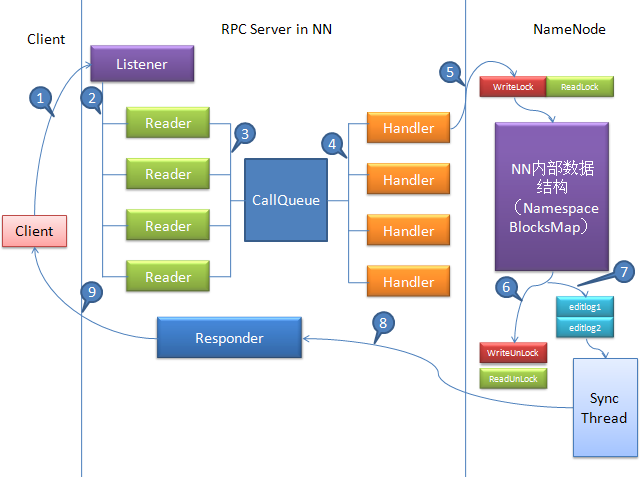 Client
RPC Server in NN
NameNode
Listener
1
2
Reader
Reader
Reader
Reader
3
CallQueue
4
Handler
Handler
Handler
Handler
5
WriteLock
ReadLock
NN内部数据
结构
（Namespace
BlocksMap）
6
7
editlog1
editlog2
WriteUnLock
ReadUnLock
Sync
Thread
8
Responder
9
Client